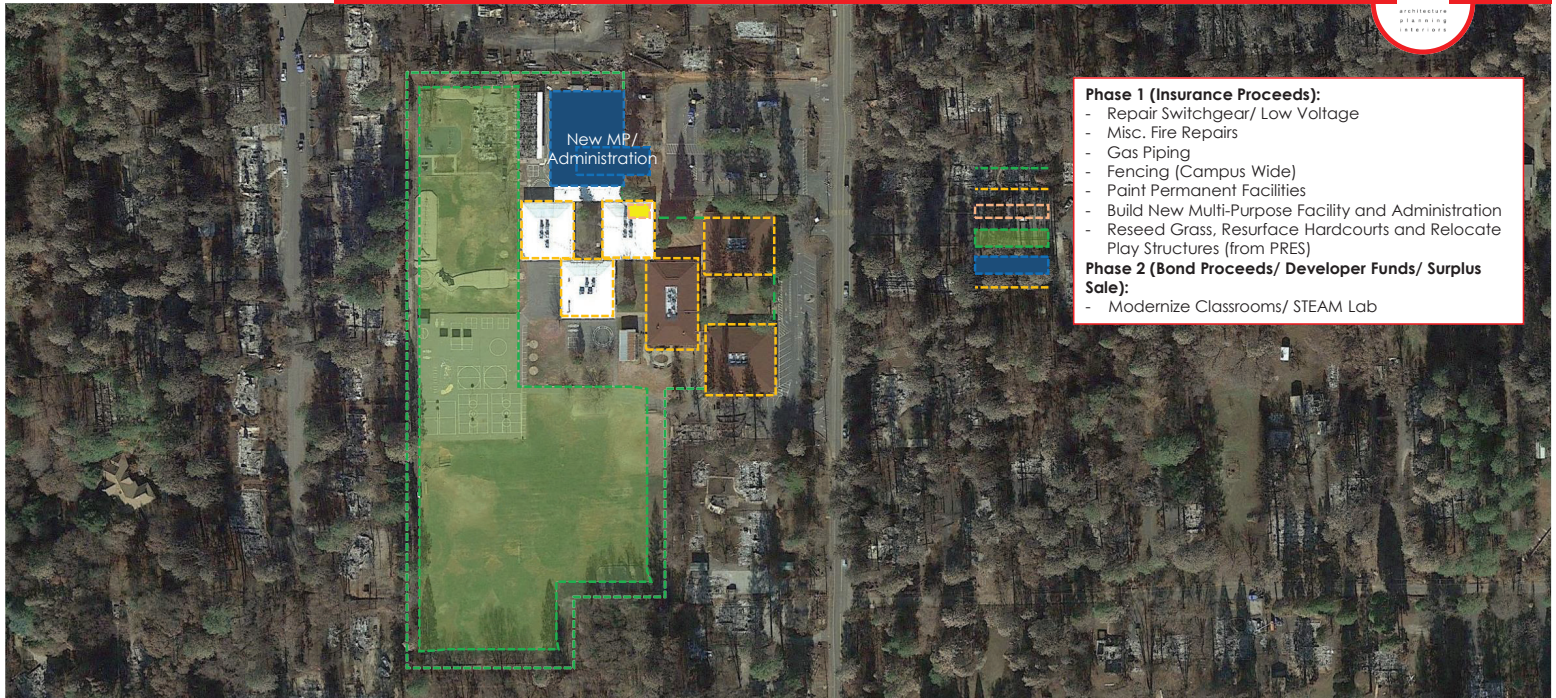 architecture
planning
interiors
New MP/
Administration
Phase 1 (Insurance Proceeds):
- Repair Switchgear/ Low Voltage
- Misc. Fire Repairs
- Gas Piping
- Fencing (Campus Wide)
- Paint Permanent Facilities
- Build New Multi-Purpose Facility and Administration
- Reseed Grass, Resurface Hardcourts and Relocate
Play Structures (from PRES)
Phase 2 (Bond Proceeds/ Developer Funds/ Surplus
Sale):
- Modernize Classrooms/ STEAM Lab